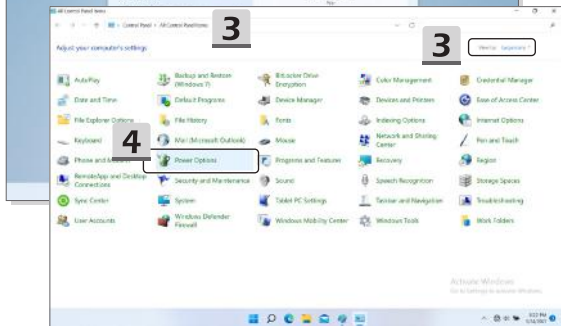 All Control Panel Items
Control Panel > All Control Panel Items
3
3
Adjust your computer's settings
View by:
AutoPlay
Backup and Restore (Windows 7)
BitLocker Drive Encryption
Color Management
Credential Manager
Date and Time
Default Programs
Device Manager
Devices and Printers
Ease of Access Center
File Explorer Options
File History
Fonts
Indexing Options
Internet Options
Keyboard
4
Mail (Microsoft Outlook)
Mouse
Network and Sharing Center
Pen and Touch
Phone and
Power Options
Programs and Features
Recovery
Region
RemoteApp and Desktop Connections
Security and Maintenance
Sound
Speech Recognition
Storage Spaces
Sync Center
System
Tablet PC Settings
Taskbar and Navigation
Troubleshooting
User Accounts
Windows Defender Firewall
Windows Mobility Center
Windows Tools
Work Folders
Activate Windows
Go to Settings to activate Windows.